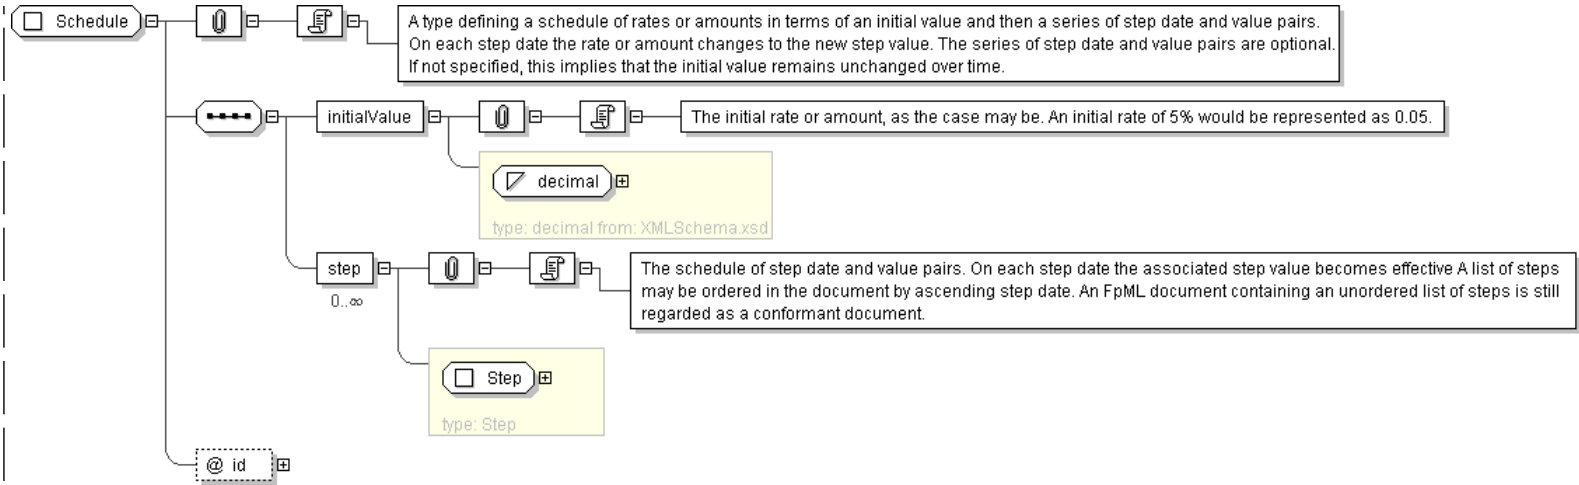 Schedule
A type defining a schedule of rates or amounts in terms of an initial value and then a series of step date and value pairs.
On each step date the rate or amount changes to the new step value. The series of step date and value pairs are optional.
If not specified, this implies that the initial value remains unchanged over time.
initialValue
The initial rate or amount, as the case may be. An initial rate of 5% would be represented as 0.05.
decimal
type: decimal from: XMLSchema.xsd
step
0..∞
The schedule of step date and value pairs. On each step date the associated step value becomes effective A list of steps
may be ordered in the document by ascending step date. An FpML document containing an unordered list of steps is still
regarded as a conformant document.
Step
type: Step
@ id